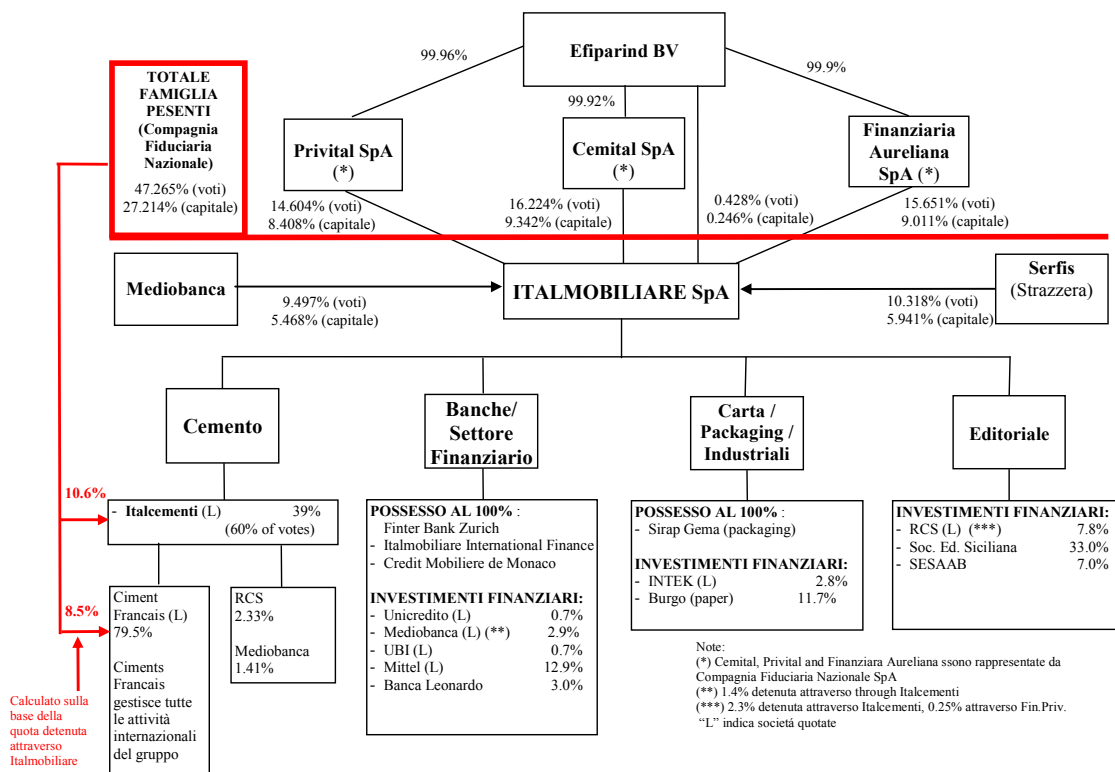 Efiparind BV
99.96%
99.92%
99.9%
TOTALE
FAMIGLIA
PESENTI
(Compagnia
Fiduciaria
Nazionale)
47.265% (voti)
27.214% (capitale)
Privital SpA
(*)
Cemital SpA
(*)
Finanziaria
Aureliana
SpA (*)
14.604% (voti)
8.408% (capitale)
16.224% (voti)
9.342% (capitale)
0.428% (voti)
0.246% (capitale)
15.651% (voti)
9.011% (capitale)
Mediobanca
9.497% (voti)
5.468% (capitale)
ITALMOBILIARE SpA
Serfis
(Strazzera)
10.318% (voti)
5.941% (capitale)
Cemento
Banche/
Settore
Finanziario
Carta /
Packaging /
Industriali
Editoriale
10.6%
- Italcementi (L) 39%
(60% of votes)
8.5%
Ciment
Francais (L)
79.5%
Ciments
Francais
gestisce tutte
le attività
internazionali
del gruppo
RCS
2.33%
Mediobanca
1.41%
Calcolato sulla
base della
quota detenuta
attraverso
Italmobiliare
POSSESSO AL 100% :
Finter Bank Zurich
- Italmobiliare International Finance
- Credit Mobiliere de Monaco
INVESTIMENTI FINANZIARI:
- Unicredito (L) 0.7%
- Mediobanca (L) (**) 2.9%
- UBI (L) 0.7%
- Mittel (L) 12.9%
- Banca Leonardo 3.0%
POSSESSO AL 100% :
- Sirap Gema (packaging)
INVESTIMENTI FINANZIARI:
- INTEK (L) 2.8%
- Burgo (paper) 11.7%
INVESTIMENTI FINANZIARI:
- RCS (L) (***) 7.8%
- Soc. Ed. Siciliana 33.0%
- SESAAB 7.0%
Note:
(*) Cemital, Privital and Finanziara Aureliana ssono rappresentate da
Compagnia Fiduciaria Nazionale SpA
(**) 1.4% detenuta attraverso through Italcementi
(***) 2.3% detenuta attraverso Italcementi, 0.25% attraverso Fin.Priv.
“L” indica societá quotate